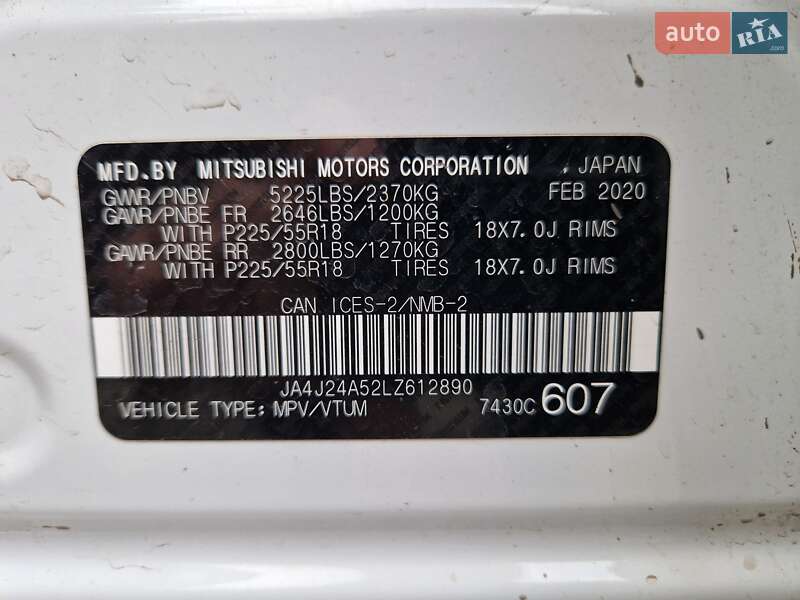 auto RIA.com
MFD.BY MITSUBISHI MOTORS CORPORATION , JAPAN
GVWR/PNBV 5225LBS/2370KG FEB 2020
GAWR/PNBE FR 2646LBS/1200KG
WITH P225/55R18 TIRES 18X7.0J RIMS
GAWR/PNBE RR 2800LBS/1270KG
WITH P225/55R18 TIRES 18X7.0J RIMS
CAN ICES-2/NMB-2
JA4J24A52LZ612890
VEHICLE TYPE:MPV/VTUM 7430C 607